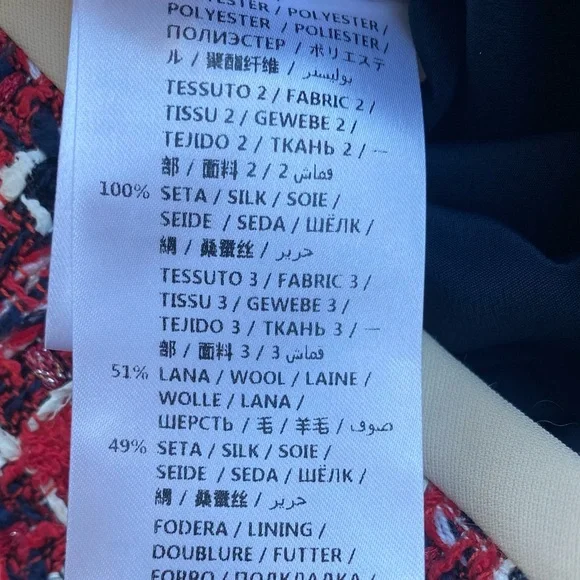 POLYESTER / POLYESTER /
POLYESTER / POLIESTER /
ПОЛИЭСТЕР / ポリエステ
ル / 聚酯纤维 / بوليستر
TESSUTO 2 / FABRIC 2 /
TISSU 2 / GEWEBE 2 /
TEJIDO 2 / ТКАНЬ 2 / 一
部 / 面料 2 / قماش 2
100% SETA / SILK / SOIE /
SEIDE / SEDA / ШЁЛК /
絹 / 桑蚕丝 / حرير
TESSUTO 3 / FABRIC 3 /
TISSU 3 / GEWEBE 3 /
TEJIDO 3 / ТКАНЬ 3 / 一
部 / 面料 3 / قماش 3
51% LANA / WOOL / LAINE /
WOLLE / LANA /
ШЕРСТЬ / 毛 / 羊毛 / صوف
49% SETA / SILK / SOIE /
SEIDE / SEDA / ШЁЛК /
絹 / 桑蚕丝 / حرير
FODERA / LINING /
DOUBLURE / FUTTER /
FORRO / ПОДКЛАДКА /